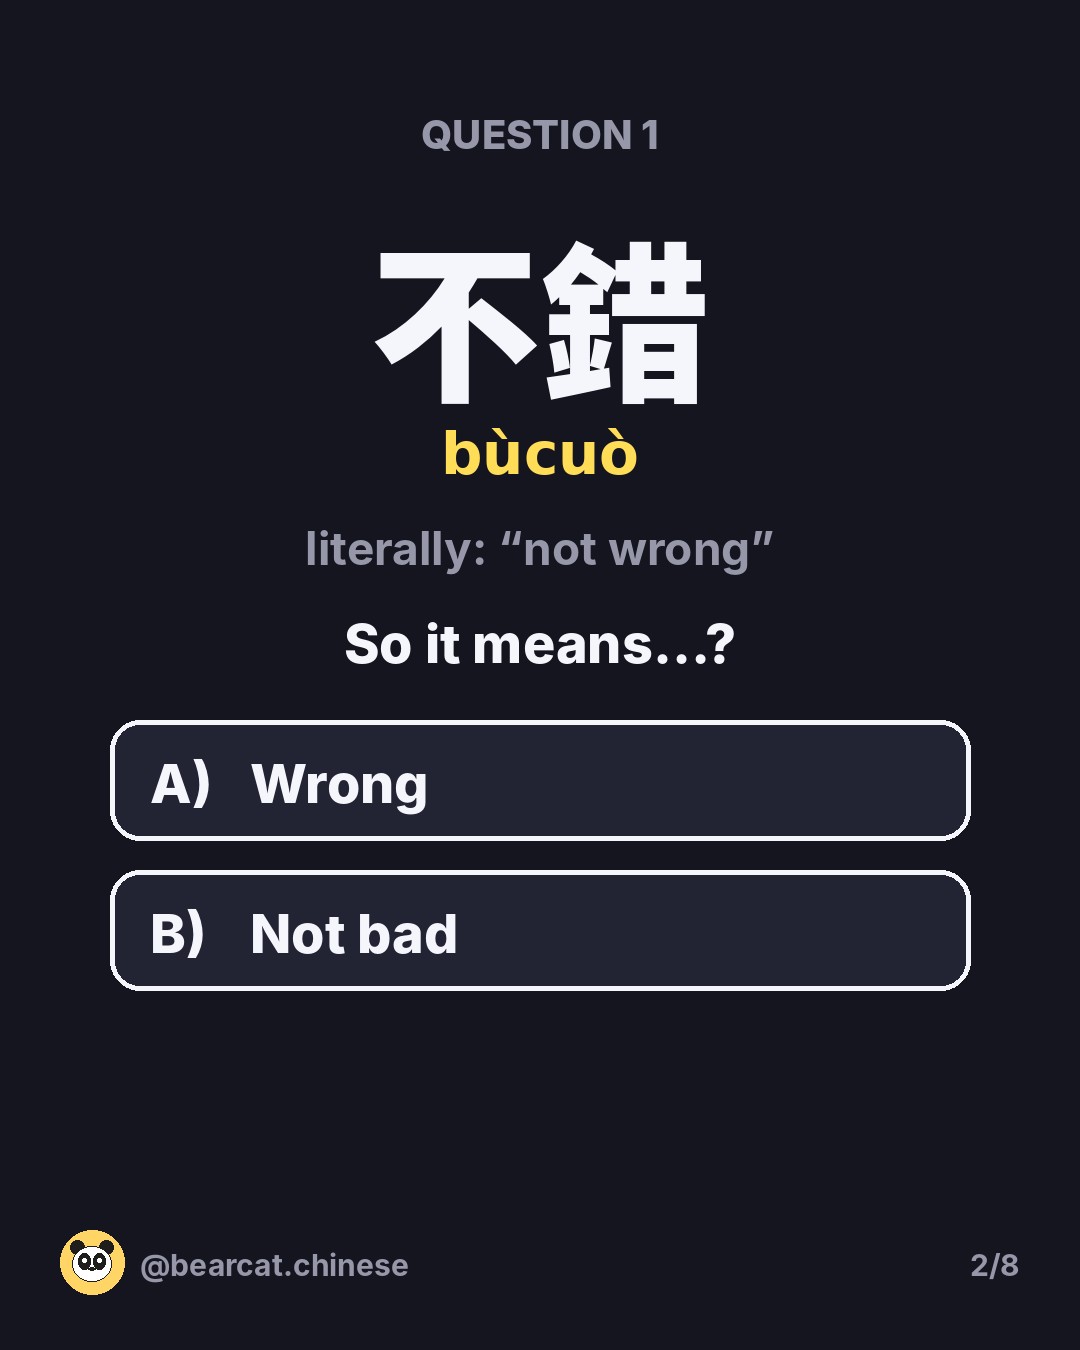 QUESTION 1
不錯
bùcuò
literally: “not wrong”
So it means…?
A) Wrong
B) Not bad
@bearcat.chinese
2/8